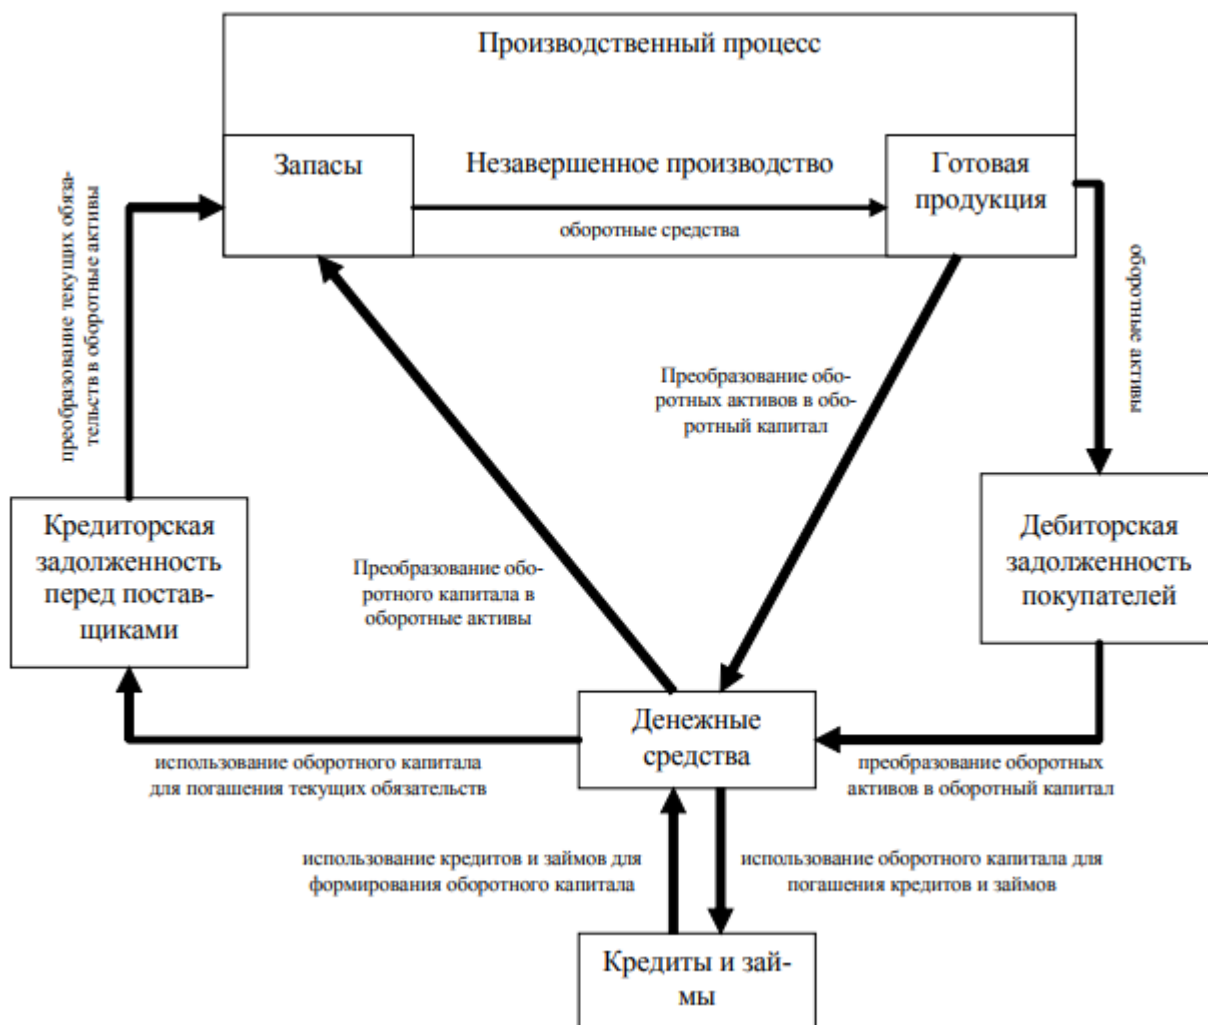 Производственный процесс
Запасы
Незавершенное производство
Готовая
продукция
оборотные средства
преобразование текущих обяза-
тельств в оборотные активы
оборотные активы
Преобразование обо-
ротных активов в обо-
ротный капитал
Кредиторская
задолженность
перед постав-
щиками
Преобразование обо-
ротного капитала в
оборотные активы
Дебиторская
задолженность
покупателей
Денежные
средства
использование оборотного капитала
для погашения текущих обязательств
преобразование оборотных
активов в оборотный капитал
использование кредитов и займов для
формирования оборотного капитала
использование оборотного капитала для
погашения кредитов и займов
Кредиты и зай-
мы